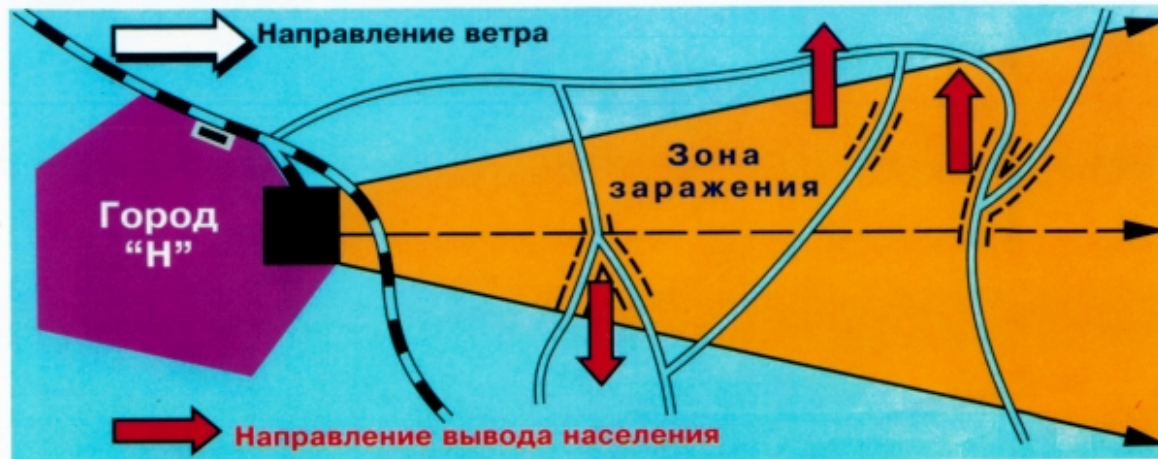 Направление ветра
Зона
заражения
Город
“Н”
Направление вывода населения